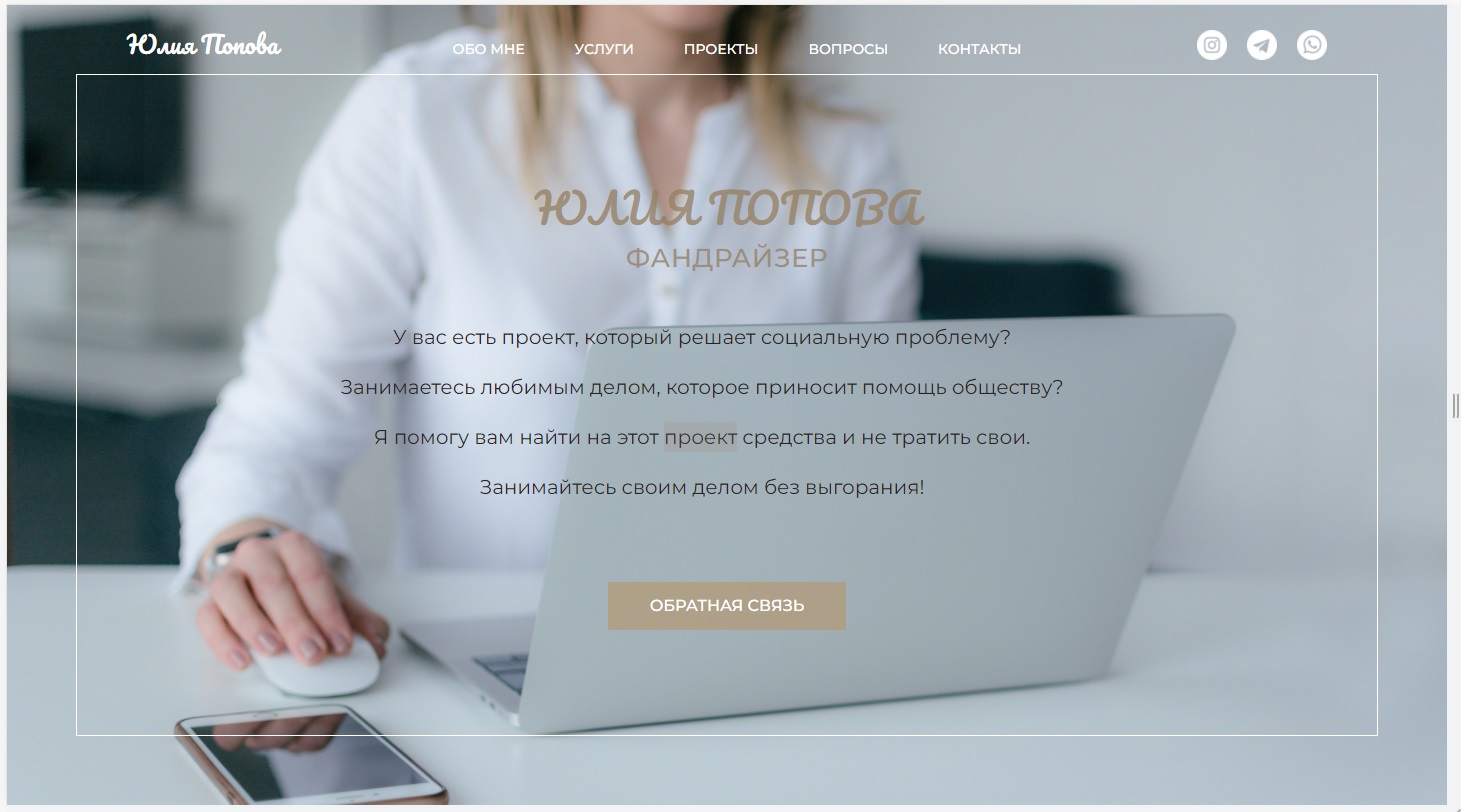 Юлия Попова
ОБО МНЕ УСЛУГИ ПРОЕКТЫ ВОПРОСЫ КОНТАКТЫ
ЮЛИЯ ПОПОВА
ФАНДРАЙЗЕР
У вас есть проект, который решает социальную проблему?
Занимаетесь любимым делом, которое приносит помощь обществу?
Я помогу вам найти на этот проект средства и не тратить свои.
Занимайтесь своим делом без выгорания!
ОБРАТНАЯ СВЯЗЬ